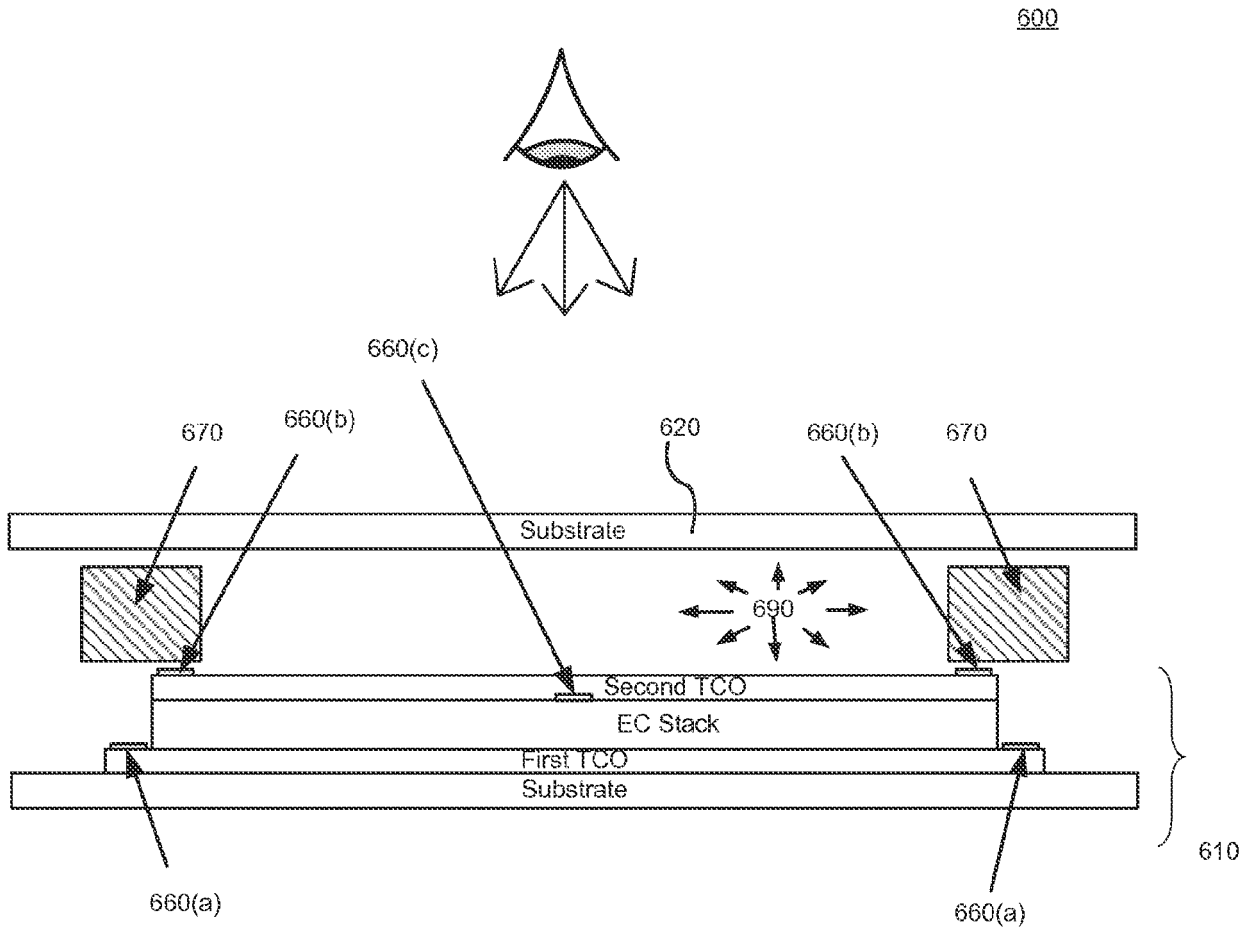 600
660(c)
660(b)
670
620
660(b)
670
Substrate
690
Second TCO
EC Stack
First TCO
Substrate
610
660(a)
660(a)